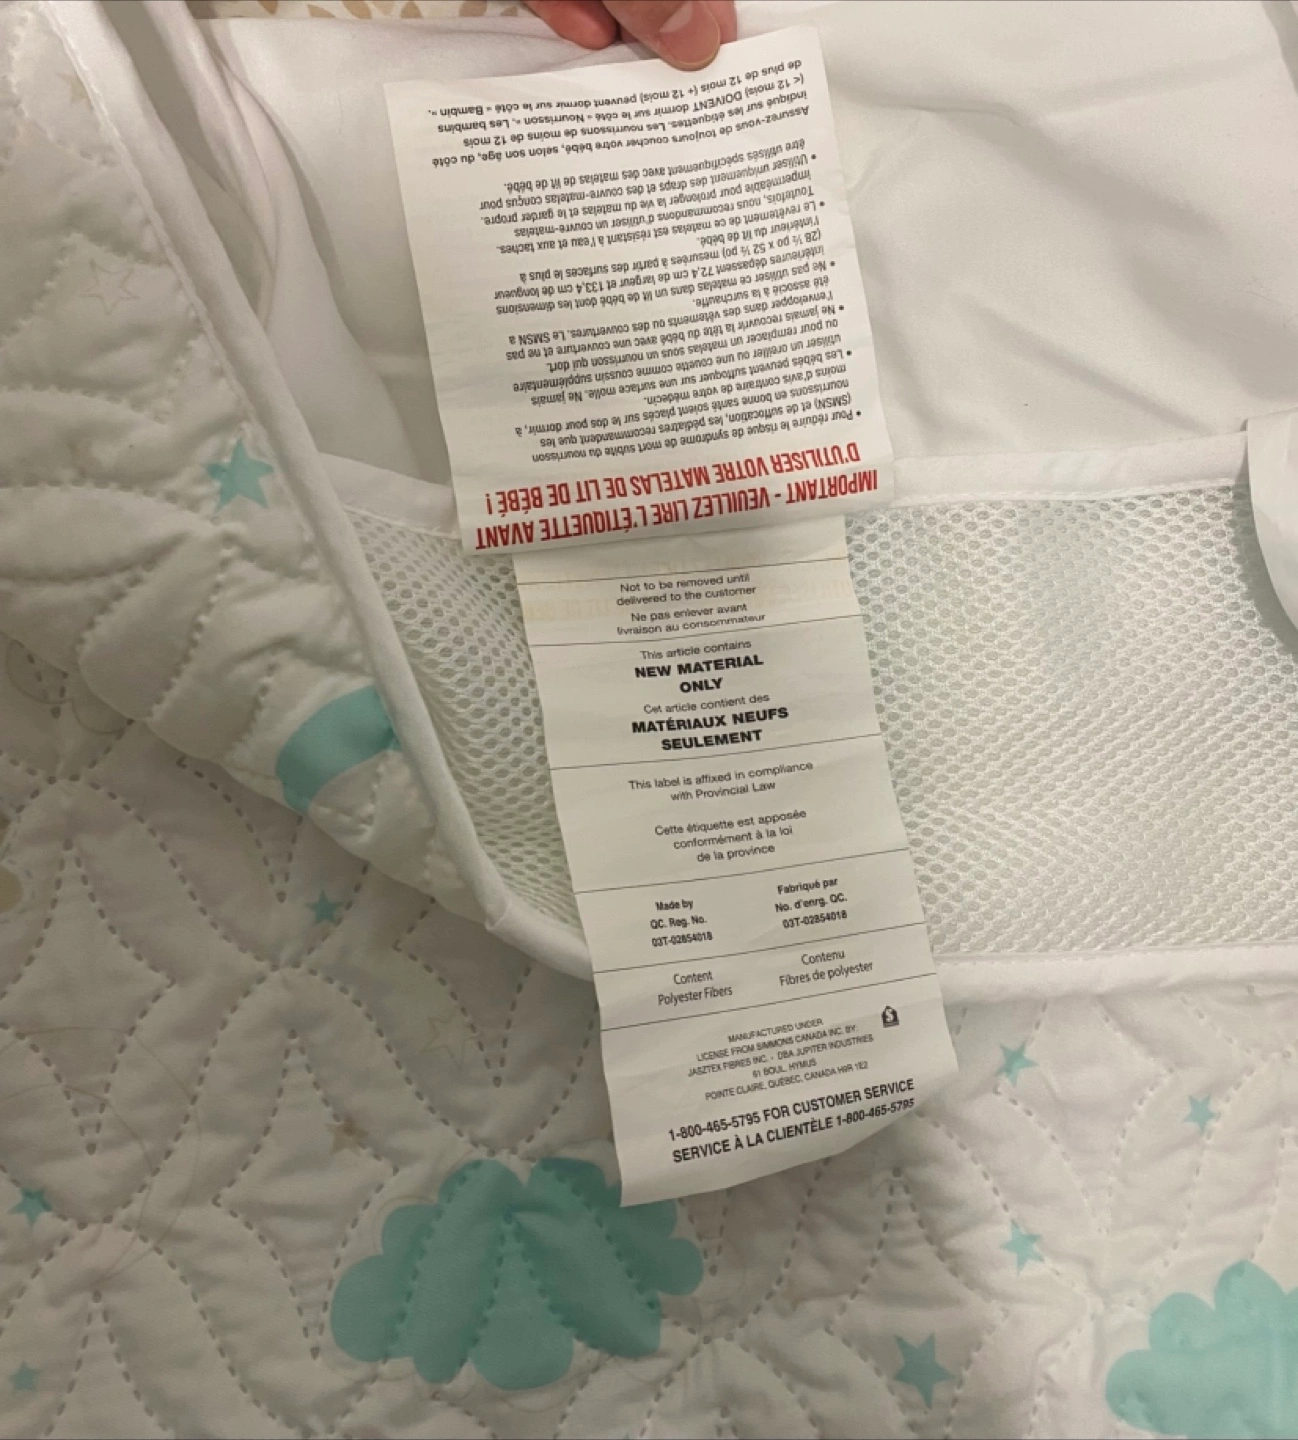 IMPORTANT - VEUILLEZ LIRE L'ÉTIQUETTE AVANT
D'UTILISER VOTRE MATELAS DE LIT DE BÉBÉ !
• Pour réduire le risque de syndrome de mort subite du nourrisson
(SMSN) et de suffocation, les pédiatres recommandent que les
nourrissons en bonne santé soient placés sur le dos pour dormir, à
moins d'avis contraire de votre médecin.
• Les bébés peuvent suffoquer sur une surface molle. Ne jamais
utiliser un oreiller ou une couette comme coussin supplémentaire
ou pour remplacer un matelas sous un nourrisson qui dort.
• Ne jamais recouvrir la tête du bébé avec une couverture et ne pas
l'envelopper dans des vêtements ou des couvertures. Le SMSN a
été associé à la surchauffe.
• Ne pas utiliser ce matelas dans un lit de bébé dont les dimensions
intérieures dépassent 72,4 cm de largeur et 133,4 cm de longueur
(28 ½ po x 52 ½ po) mesurées à partir des surfaces le plus à
l'intérieur du lit de bébé.
• Le revêtement de ce matelas est résistant à l'eau et aux taches.
Toutefois, nous recommandons d'utiliser un couvre-matelas
imperméable pour prolonger la vie du matelas et le garder propre.
• Utiliser uniquement des draps et des couvre-matelas conçus pour
être utilisés spécifiquement avec des matelas de lit de bébé.
Assurez-vous de toujours coucher votre bébé, selon son âge, du côté
indiqué sur les étiquettes. Les nourrissons de moins de 12 mois
(< 12 mois) DOIVENT dormir sur le côté « Nourrisson ». Les bambins
de plus de 12 mois (+ 12 mois) peuvent dormir sur le côté « Bambin ».
Not to be removed until
delivered to the customer
Ne pas enlever avant
livraison au consommateur
This article contains
NEW MATERIAL
ONLY
Cet article contient des
MATÉRIAUX NEUFS
SEULEMENT
This label is affixed in compliance
with Provincial Law
Cette étiquette est apposée
conformément à la loi
de la province
Made by
QC. Reg. No.
03T-02854018
Fabriqué par
No. d'enrg. QC.
03T-02854018
Content
Polyester Fibers
Contenu
Fibres de polyester
MANUFACTURED UNDER
LICENSE FROM SIMMONS CANADA INC. BY:
JASZTEX FIBRES INC. - DBA JUPITER INDUSTRIES
61 BOUL. HYMUS
POINTE CLAIRE, QUÉBEC, CANADA H9R 1E2
1-800-465-5795 FOR CUSTOMER SERVICE
SERVICE À LA CLIENTÈLE 1-800-465-5795